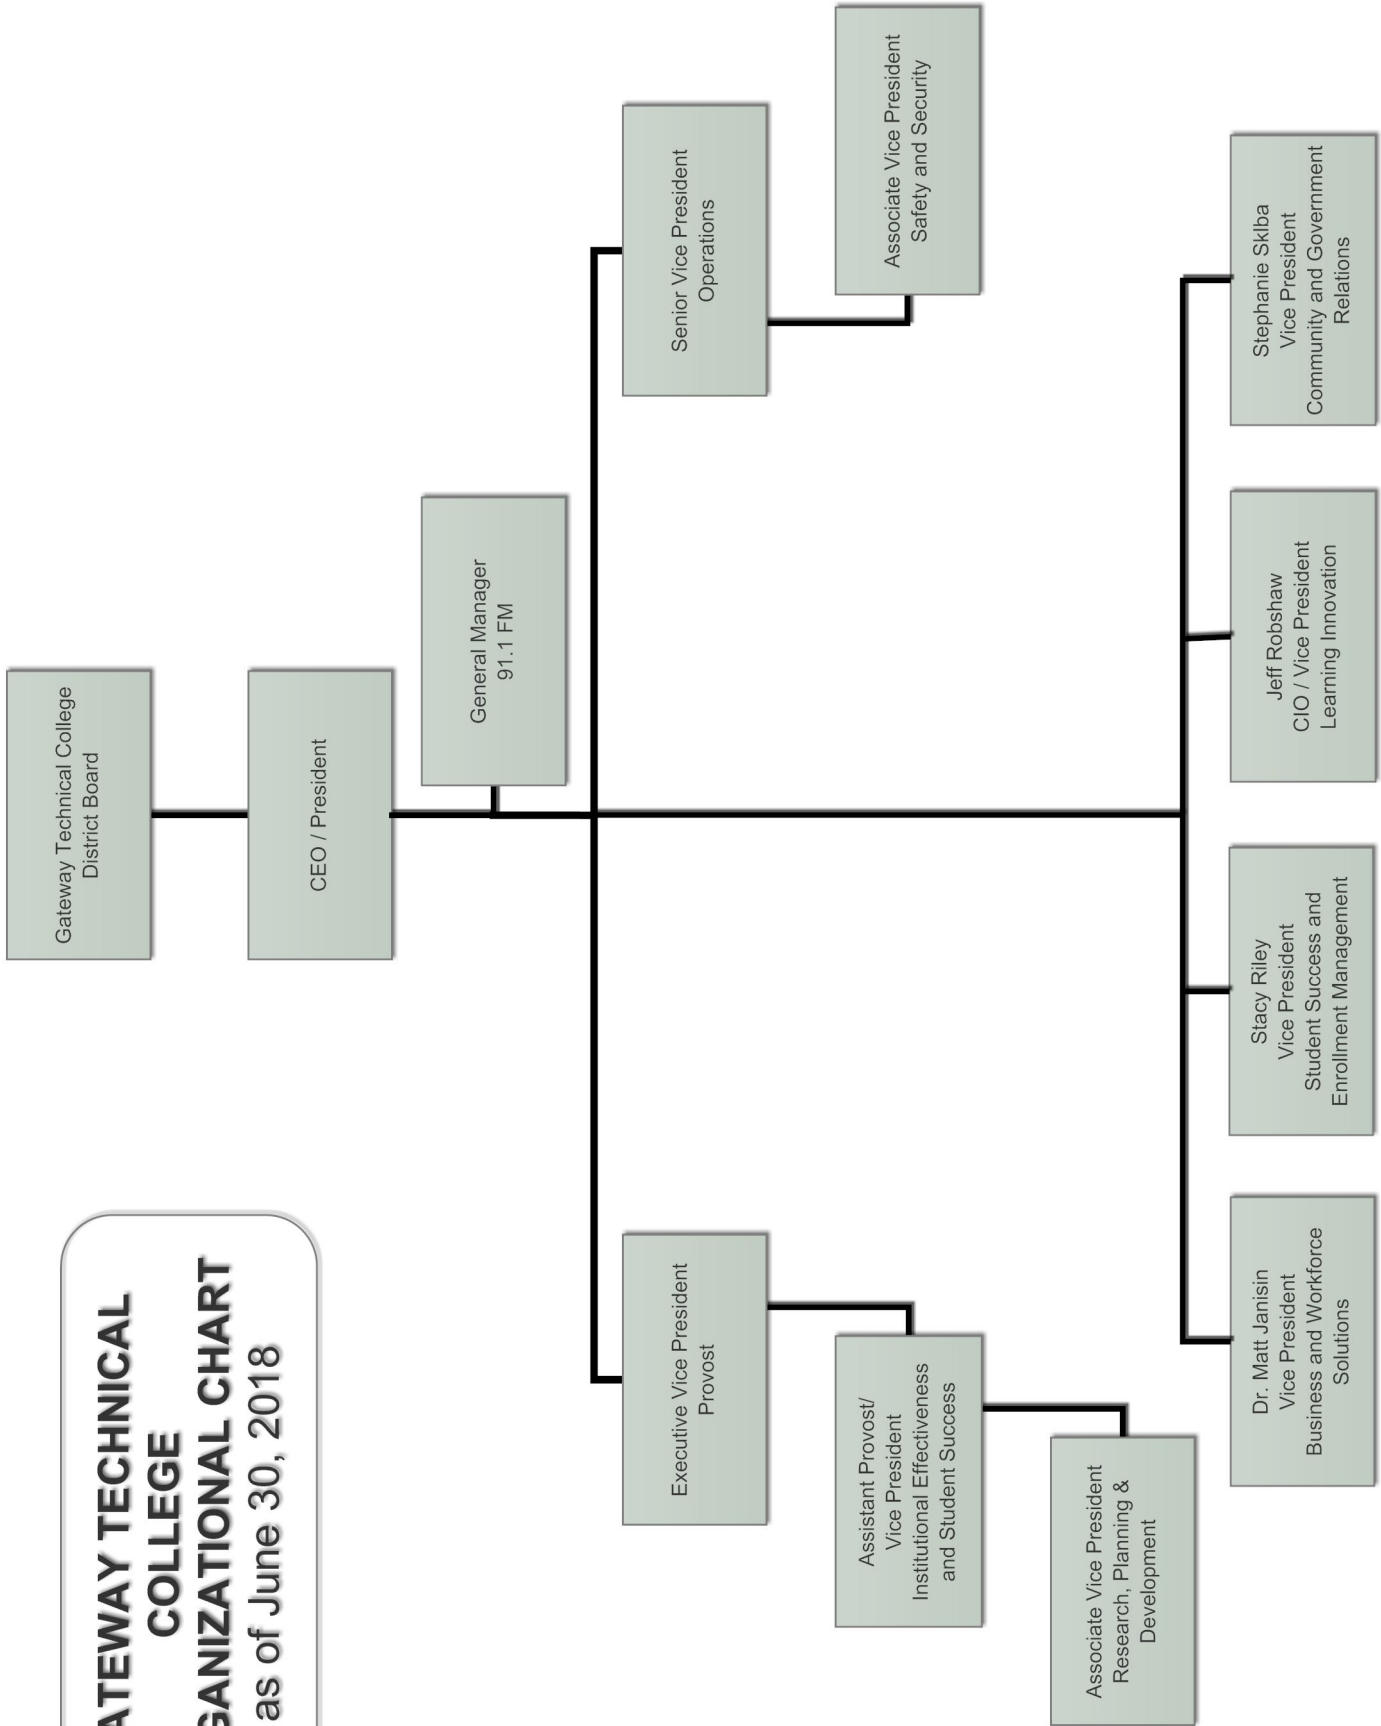 ATEWAY TECHNICAL
COLLEGE
GANIZATIONAL CHART
as of June 30, 2018
Gateway Technical College
District Board
CEO / President
General Manager
91.1 FM
Executive Vice President
Provost
Senior Vice President
Operations
Assistant Provost/
Vice President
Institutional Effectiveness
and Student Success
Associate Vice President
Safety and Security
Associate Vice President
Research, Planning &
Development
Dr. Matt Janisin
Vice President
Business and Workforce
Solutions
Stacy Riley
Vice President
Student Success and
Enrollment Management
Jeff Robshaw
CIO / Vice President
Learning Innovation
Stephanie Sklba
Vice President
Community and Government
Relations